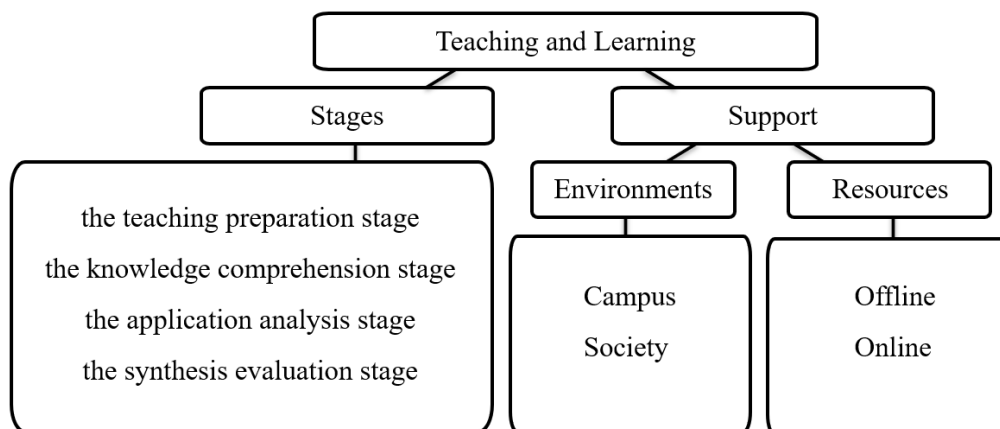 Teaching and Learning
Stages
Support
Environments
Resources
the teaching preparation stage
the knowledge comprehension stage
the application analysis stage
the synthesis evaluation stage
Campus
Society
Offline
Online